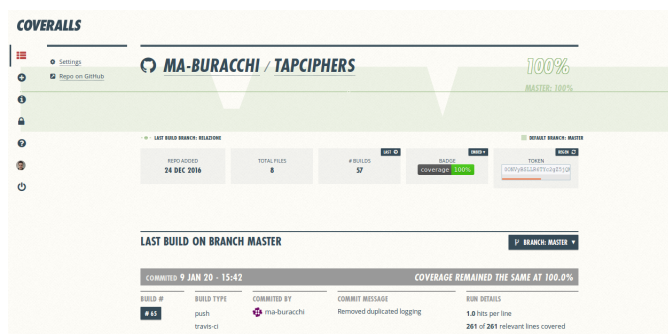 COVERALLS
Settings
Repo on GitHub
MA-BURACCHI / TAPCIPHERS
100%
MASTER: 100%
LAST BUILD BRANCH: RELAZIONE
DEFAULT BRANCH: MASTER
REPO ADDED
24 DEC 2016
TOTAL FILES
8
LAST
# BUILDS
57
EMBED
BADGE
coverage 100%
REGEN
TOKEN
LAST BUILD ON BRANCH MASTER
BRANCH: MASTER
COMMITED 9 JAN 20 - 15:42
COVERAGE REMAINED THE SAME AT 100.0%
BUILD #
BUILD TYPE
COMMITED BY
COMMIT MESSAGE
RUN DETAILS
# 65
push
ma-buracchi
Removed duplicated logging
1.0 hits per line
travis-ci
261 of 261 relevant lines covered